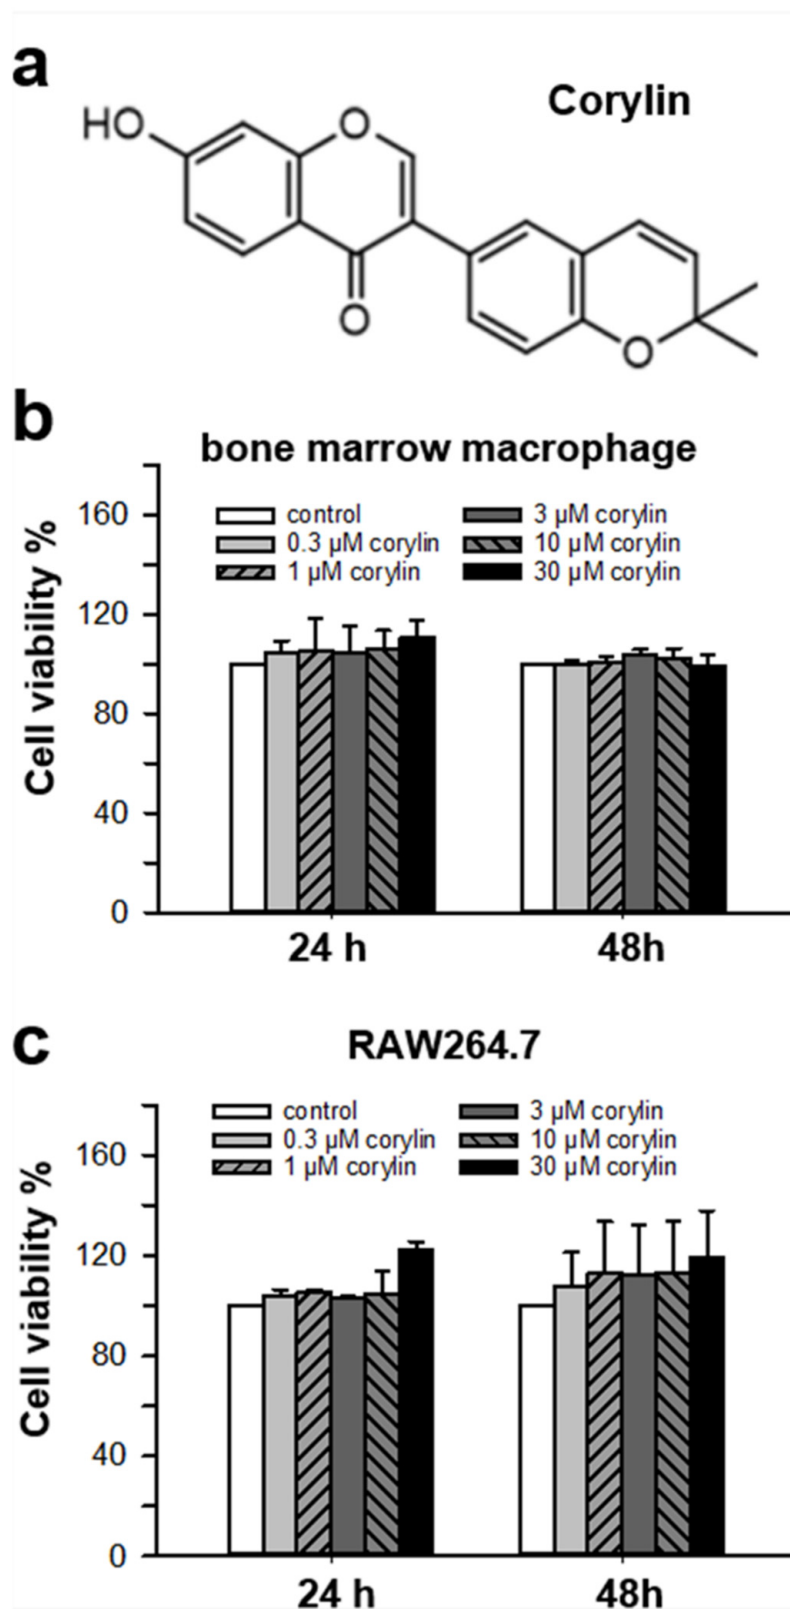 a
Corylin
HO
O
O
O
b
bone marrow macrophage
control
3 µM corylin
0.3 µM corylin
10 µM corylin
1 µM corylin
30 µM corylin
Cell viability %
160
120
80
40
0
24 h
48h
c
RAW264.7
control
3 µM corylin
0.3 µM corylin
10 µM corylin
1 µM corylin
30 µM corylin
Cell viability %
160
120
80
40
0
24 h
48h